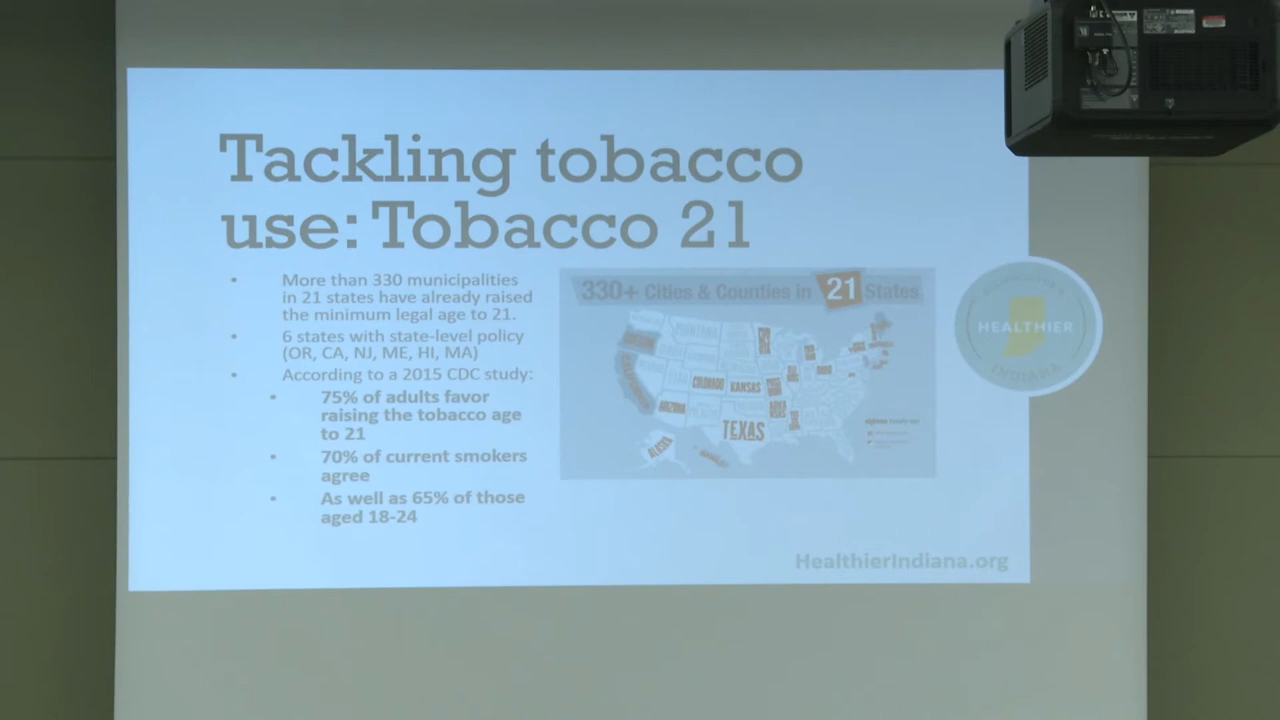 Tackling tobacco
use: Tobacco 21
• More than 330 municipalities
in 21 states have already raised
the minimum legal age to 21.
• 6 states with state-level policy
(OR, CA, NJ, ME, HI, MA)
• According to a 2015 CDC study:
• 75% of adults favor
raising the tobacco age
to 21
• 70% of current smokers
agree
• As well as 65% of those
aged 18-24
330+ Cities & Counties in 21 States
MONTANA
COLORADO
KANSAS
ARIZONA
TEXAS
ALASKA
HEALTHIER
INDIANA
HealthierIndiana.org